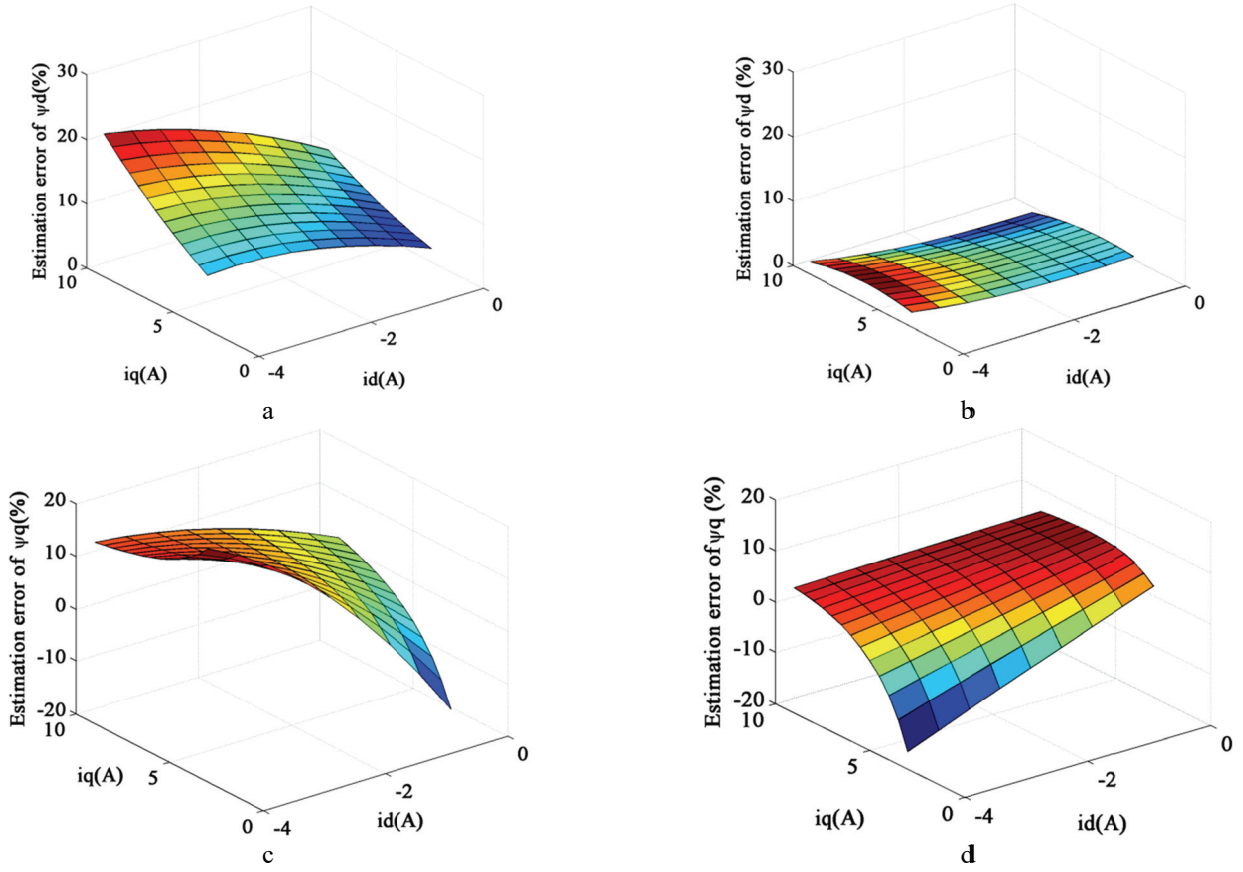 Estimation error of ψd(%)
30
20
10
0
10
5
0
iq(A)
-4
-2
0
id(A)
a
Estimation error of ψd (%)
30
20
10
0
10
5
0
iq(A)
-4
-2
0
id(A)
b
Estimation error of ψq(%)
20
10
0
-10
-20
10
5
0
iq(A)
-4
-2
0
id(A)
c
Estimation error of ψq (%)
20
10
0
-10
-20
10
5
0
iq(A)
-4
-2
0
id(A)
d